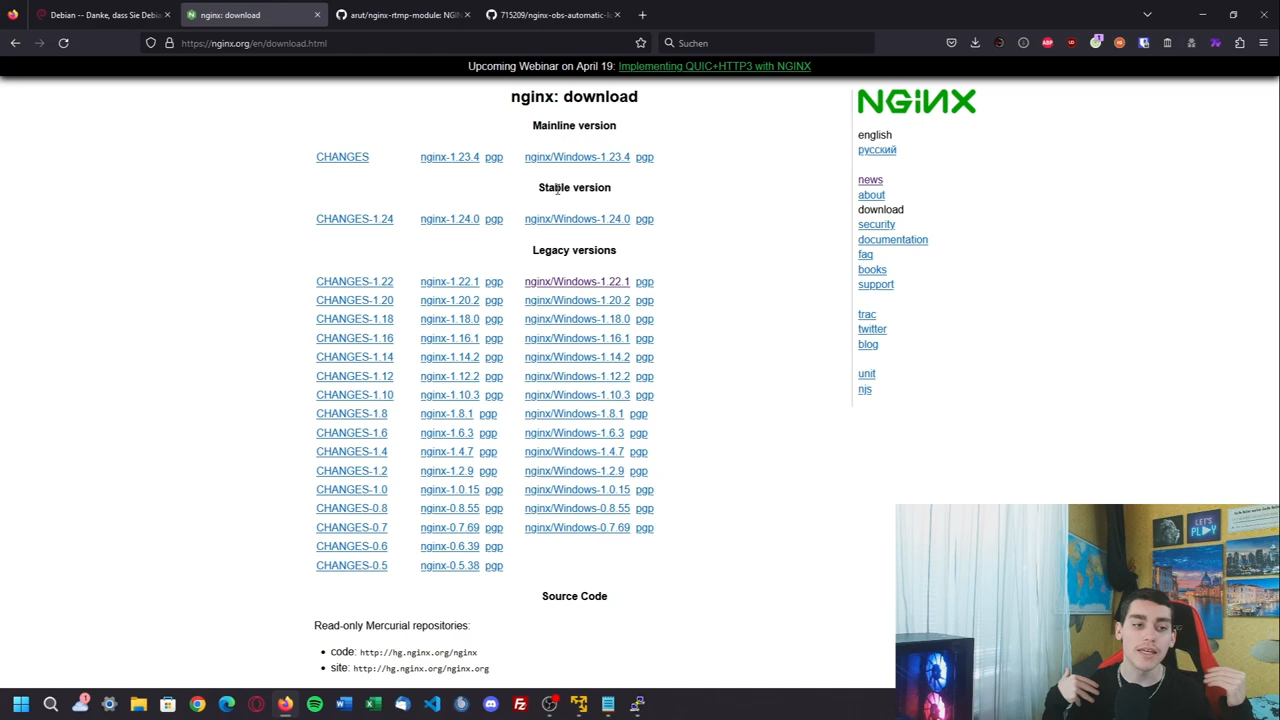 Debian -- Danke, dass Sie Debia
nginx: download
arut/nginx-rtmp-module: NGIN
715209/nginx-obs-automatic-l
https://nginx.org/en/download.html
Suchen
Upcoming Webinar on April 19: Implementing QUIC+HTTP3 with NGINX
nginx: download
Mainline version
CHANGES nginx-1.23.4 pgp nginx/Windows-1.23.4 pgp
Stable version
CHANGES-1.24 nginx-1.24.0 pgp nginx/Windows-1.24.0 pgp
Legacy versions
CHANGES-1.22 nginx-1.22.1 pgp nginx/Windows-1.22.1 pgp
CHANGES-1.20 nginx-1.20.2 pgp nginx/Windows-1.20.2 pgp
CHANGES-1.18 nginx-1.18.0 pgp nginx/Windows-1.18.0 pgp
CHANGES-1.16 nginx-1.16.1 pgp nginx/Windows-1.16.1 pgp
CHANGES-1.14 nginx-1.14.2 pgp nginx/Windows-1.14.2 pgp
CHANGES-1.12 nginx-1.12.2 pgp nginx/Windows-1.12.2 pgp
CHANGES-1.10 nginx-1.10.3 pgp nginx/Windows-1.10.3 pgp
CHANGES-1.8 nginx-1.8.1 pgp nginx/Windows-1.8.1 pgp
CHANGES-1.6 nginx-1.6.3 pgp nginx/Windows-1.6.3 pgp
CHANGES-1.4 nginx-1.4.7 pgp nginx/Windows-1.4.7 pgp
CHANGES-1.2 nginx-1.2.9 pgp nginx/Windows-1.2.9 pgp
CHANGES-1.0 nginx-1.0.15 pgp nginx/Windows-1.0.15 pgp
CHANGES-0.8 nginx-0.8.55 pgp nginx/Windows-0.8.55 pgp
CHANGES-0.7 nginx-0.7.69 pgp nginx/Windows-0.7.69 pgp
CHANGES-0.6 nginx-0.6.39 pgp
CHANGES-0.5 nginx-0.5.38 pgp
Source Code
Read-only Mercurial repositories:
code: http://hg.nginx.org/nginx
site: http://hg.nginx.org/nginx.org
NGINX
english
русский
news
about
download
security
documentation
faq
books
support
trac
twitter
blog
unit
njs
LET'S
PLAY